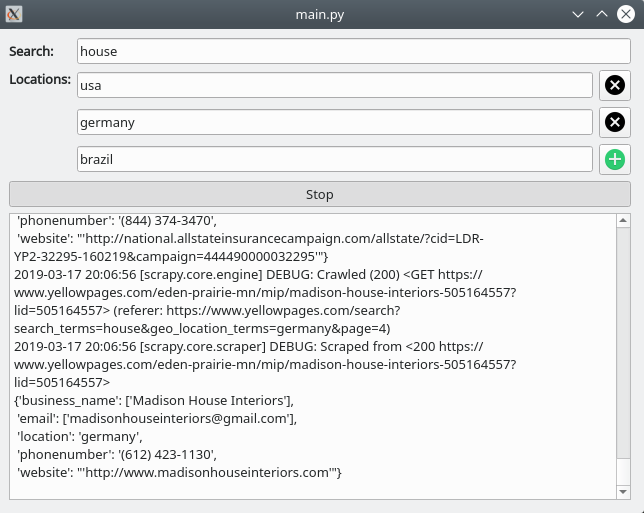 main.py
Search: house
Locations: usa
germany
brazil
Stop
'phonenumber': '(844) 374-3470',
'website': "'http://national.allstateinsurancecampaign.com/allstate/?cid=LDR-
YP2-32295-160219&campaign=444490000032295'"}
2019-03-17 20:06:56 [scrapy.core.engine] DEBUG: Crawled (200) <GET https://
www.yellowpages.com/eden-prairie-mn/mip/madison-house-interiors-505164557?
lid=505164557> (referer: https://www.yellowpages.com/search?
search_terms=house&geo_location_terms=germany&page=4)
2019-03-17 20:06:56 [scrapy.core.scraper] DEBUG: Scraped from <200 https://
www.yellowpages.com/eden-prairie-mn/mip/madison-house-interiors-505164557?
lid=505164557>
{'business_name': ['Madison House Interiors'],
'email': ['madisonhouseinteriors@gmail.com'],
'location': 'germany',
'phonenumber': '(612) 423-1130',
'website': "'http://www.madisonhouseinteriors.com'"}